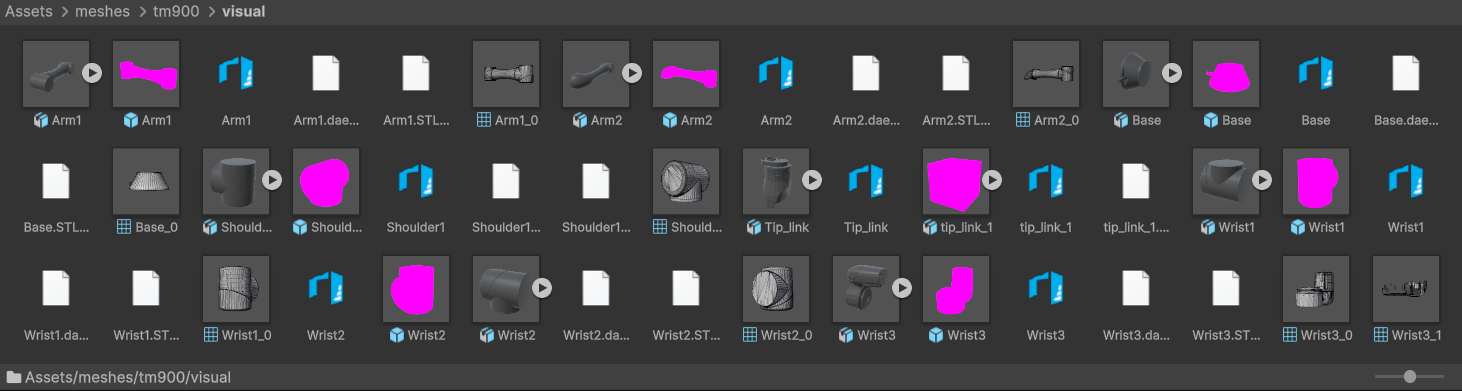 Assets > meshes > tm900 > visual
Arm1 Arm1 Arm1 Arm1.dae... Arm1.STL... Arm1_0 Arm2 Arm2 Arm2 Arm2.dae... Arm2.STL... Arm2_0 Base Base Base Base.dae...
Base.STL... Base_0 Should... Should... Shoulder1 Shoulder1... Shoulder1... Should... Tip_link Tip_link tip_link_1 tip_link_1 tip_link_1.... Wrist1 Wrist1 Wrist1
Wrist1.da... Wrist1.ST... Wrist1_0 Wrist2 Wrist2 Wrist2 Wrist2.da... Wrist2.ST... Wrist2_0 Wrist3 Wrist3 Wrist3 Wrist3.da... Wrist3.ST... Wrist3_0 Wrist3_1
Assets/meshes/tm900/visual